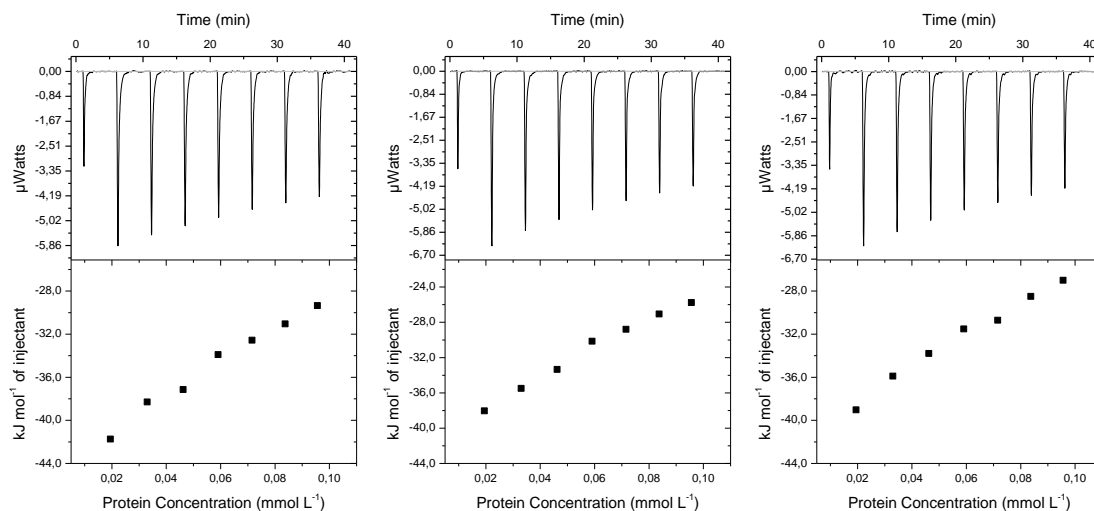 Time (min)
0 10 20 30 40
0,00
-0,84
-1,67
-2,51
-3,35
-4,19
-5,02
-5,86
µWatts
-28,0
-32,0
-36,0
-40,0
-44,0
kJ mol⁻¹ of injectant
0,02 0,04 0,06 0,08 0,10
Protein Concentration (mmol L⁻¹)
Time (min)
0 10 20 30 40
0,00
-0,84
-1,67
-2,51
-3,35
-4,19
-5,02
-5,86
-6,70
µWatts
-24,0
-28,0
-32,0
-36,0
-40,0
-44,0
kJ mol⁻¹ of injectant
0,02 0,04 0,06 0,08 0,10
Protein Concentration (mmol L⁻¹)
Time (min)
0 10 20 30 40
0,00
-0,84
-1,67
-2,51
-3,35
-4,19
-5,02
-5,86
-6,70
µWatts
-28,0
-32,0
-36,0
-40,0
-44,0
kJ mol⁻¹ of injectant
0,02 0,04 0,06 0,08 0,10
Protein Concentration (mmol L⁻¹)